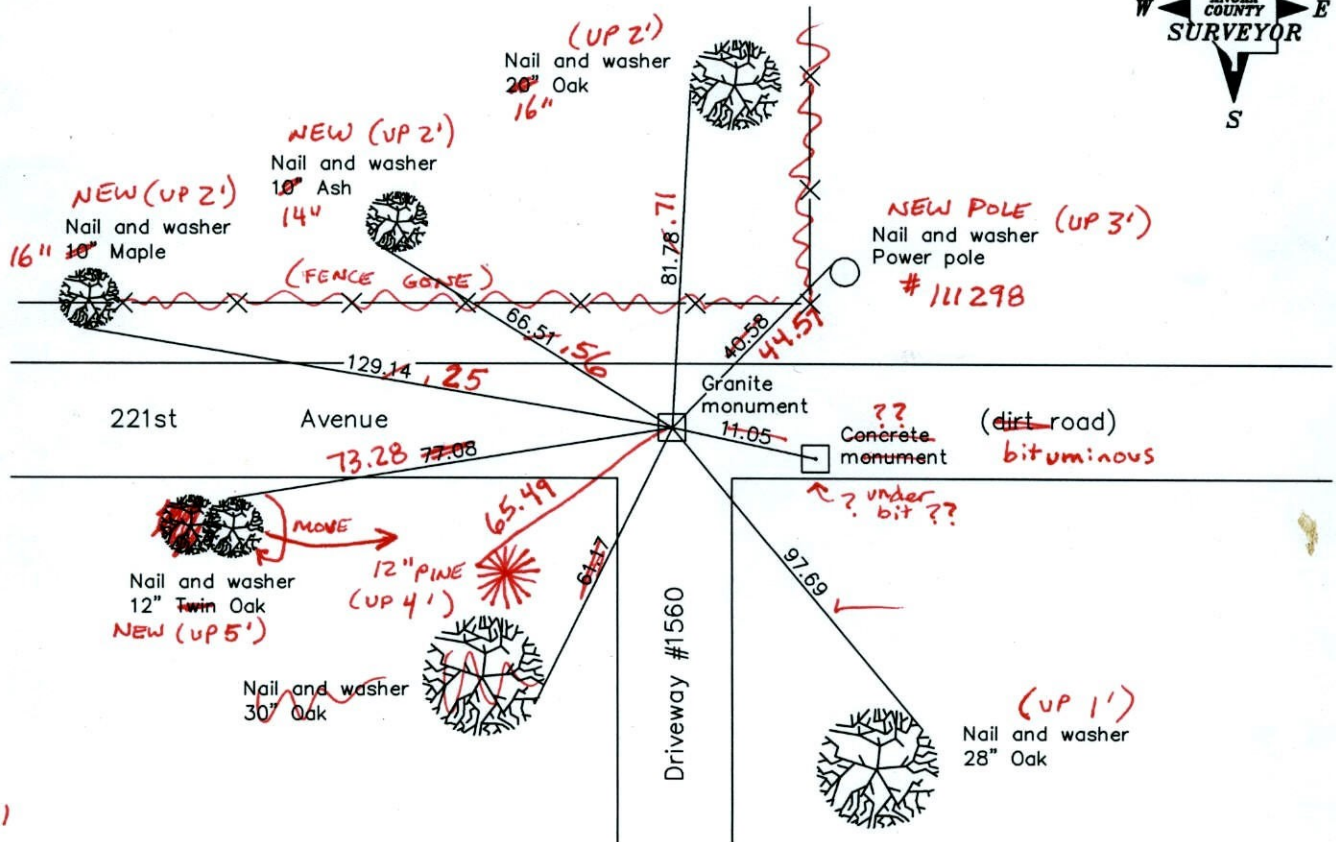 W E
COUNTY
SURVEYOR
S
(UP 2')
Nail and washer
20" Oak
16"
NEW (UP 2')
Nail and washer
10" Ash
14"
NEW (UP 2')
Nail and washer
16" 10" Maple
NEW POLE (UP 3')
Nail and washer
Power pole
# 111298
(FENCE GONE)
81.78 .71
66.51 .56
40.58 44.57
129.14 .25
Granite
monument
11.05
??
Concrete
monument
(dirt road)
bituminous
221st Avenue
73.28 77.08
? under
bit ??
65.49
MOVE
12" PINE
(UP 4')
61.17
97.69
Nail and washer
12" Twin Oak
NEW (UP 5')
Nail and washer
30" Oak
Driveway #1560
(UP 1')
Nail and washer
28" Oak